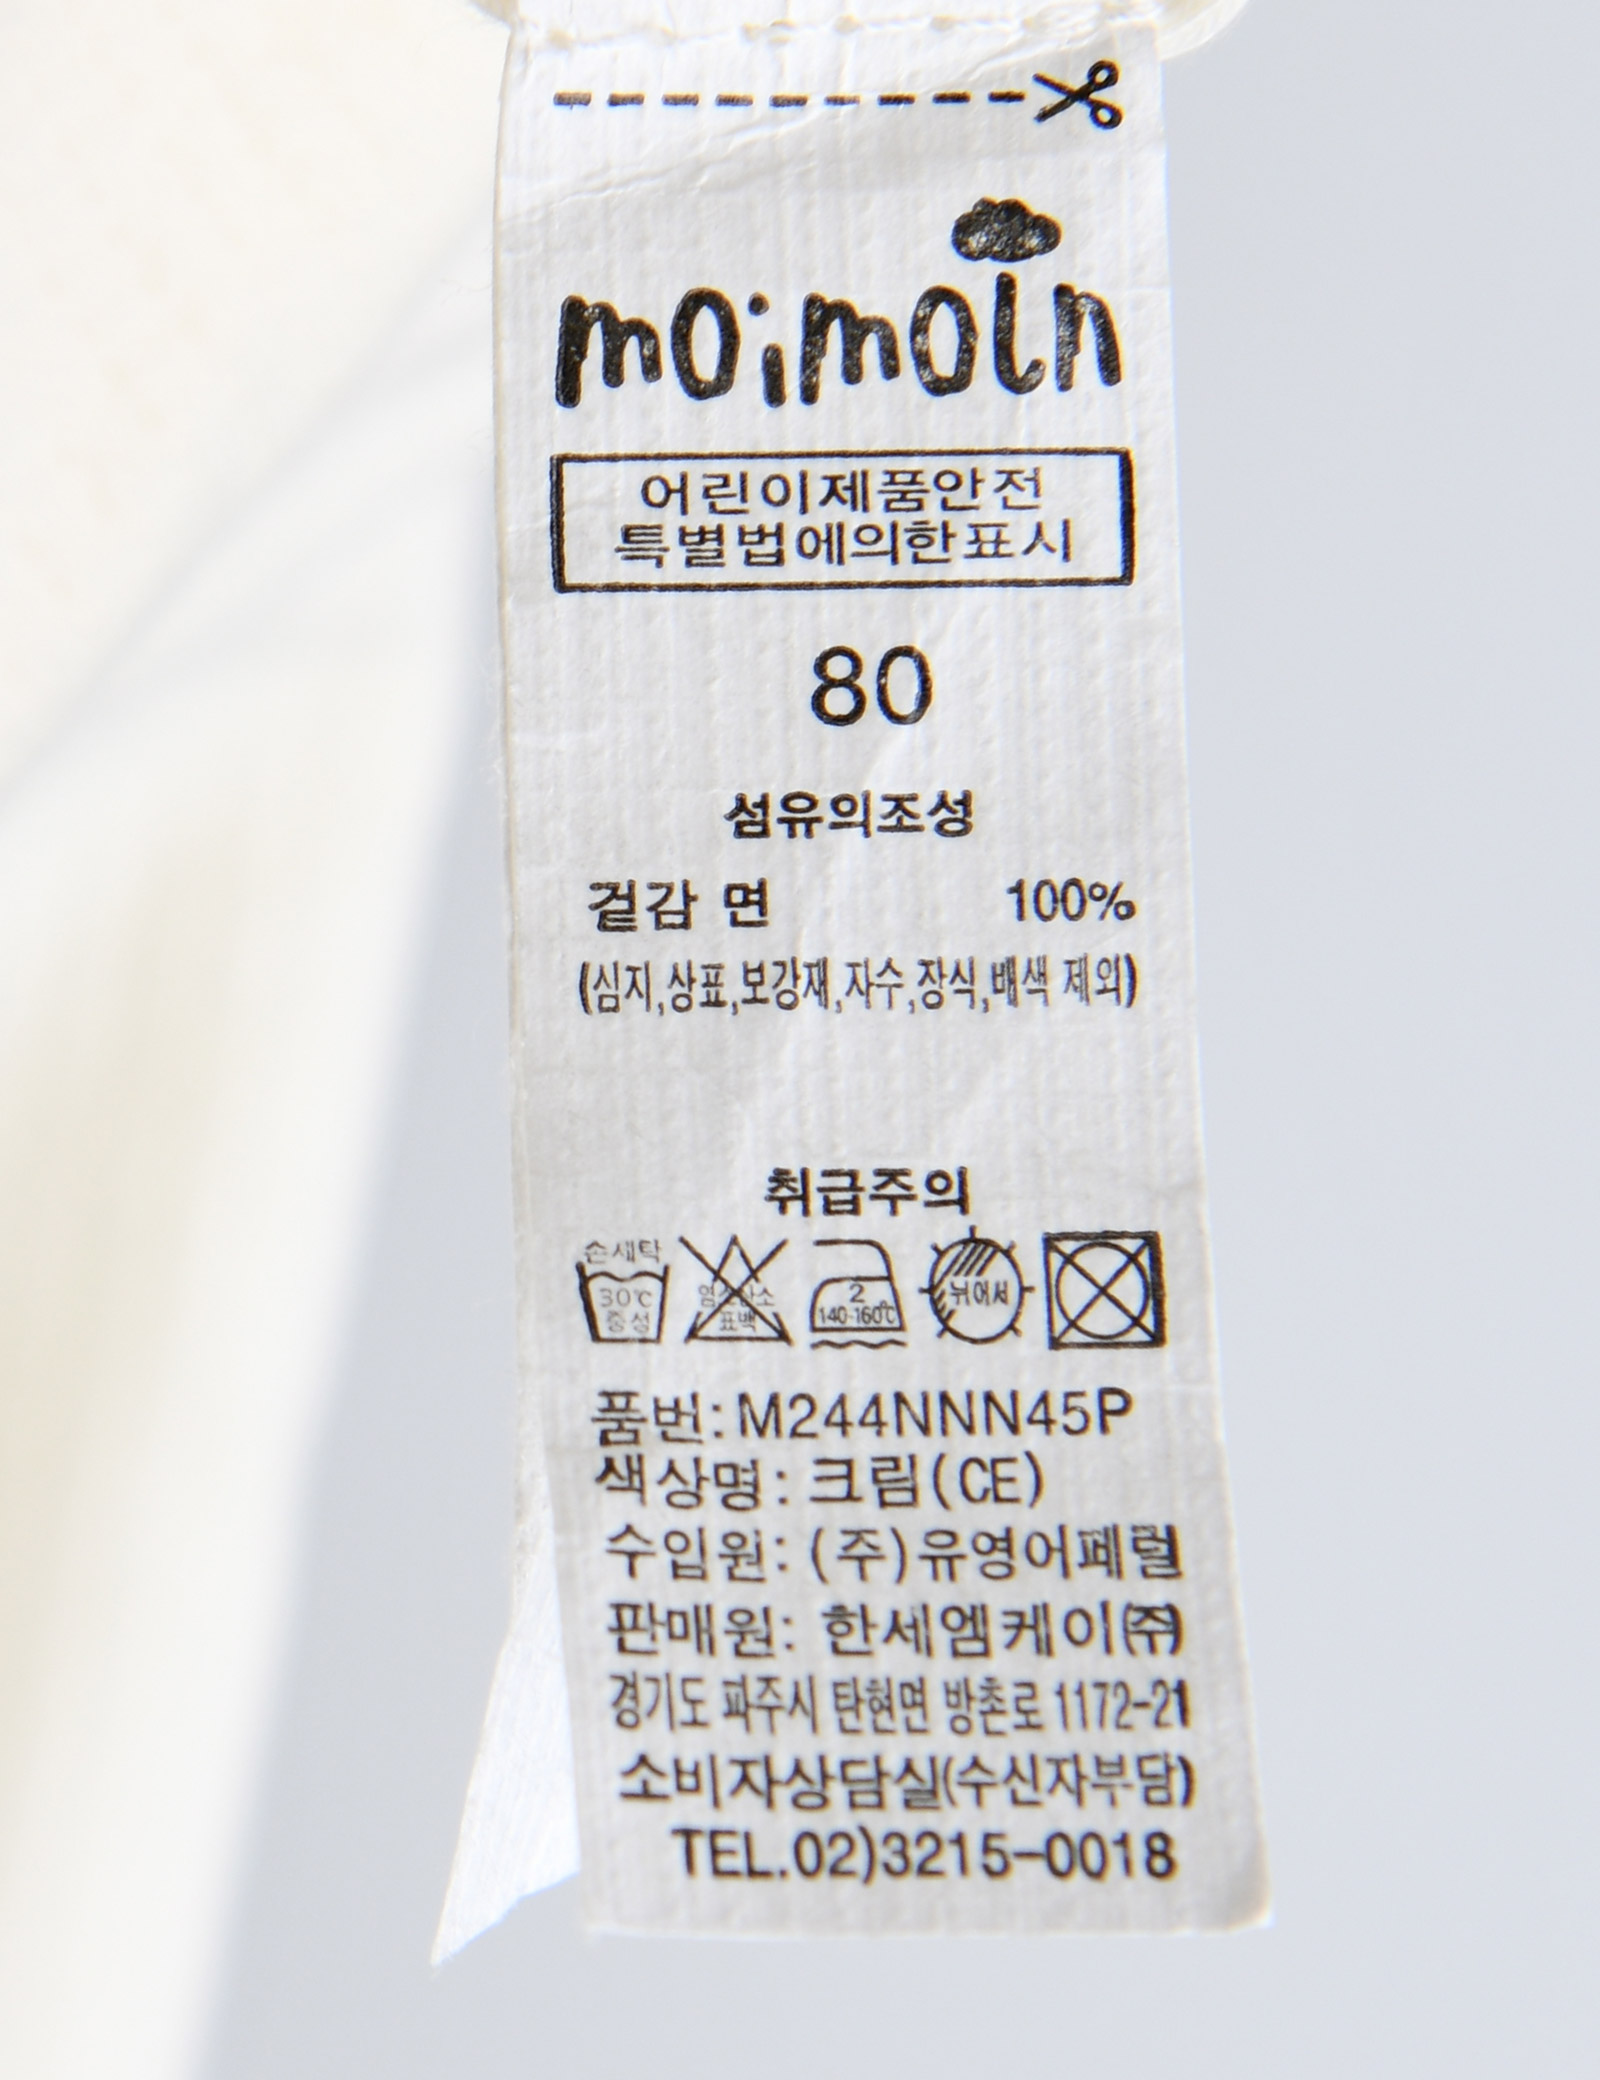 moimoln
어린이제품안전
특별법에의한표시
80
섬유의조성
겉감 면 100%
(심지,상표,보강재,자수,장식,배색 제외)
취급주의
손세탁
30℃
중성
염소산소
표백
2
140-160℃
뉘어서
품번: M244NNN45P
색상명: 크림(CE)
수입원: (주)유영어페럴
판매원: 한세엠케이㈜
경기도 파주시 탄현면 방촌로 1172-21
소비자상담실(수신자부담)
TEL.02)3215-0018